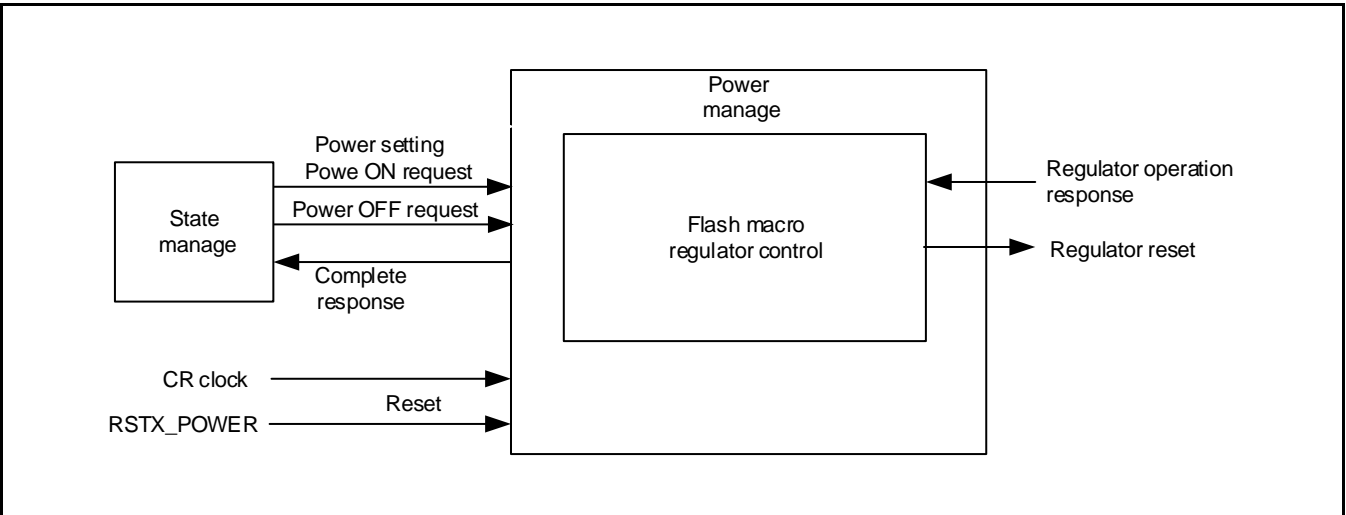 Power
manage
Power setting
Powe ON request
Power OFF request
State
manage
Complete
response
Flash macro
regulator control
Regulator operation
response
Regulator reset
CR clock
Reset
RSTX_POWER